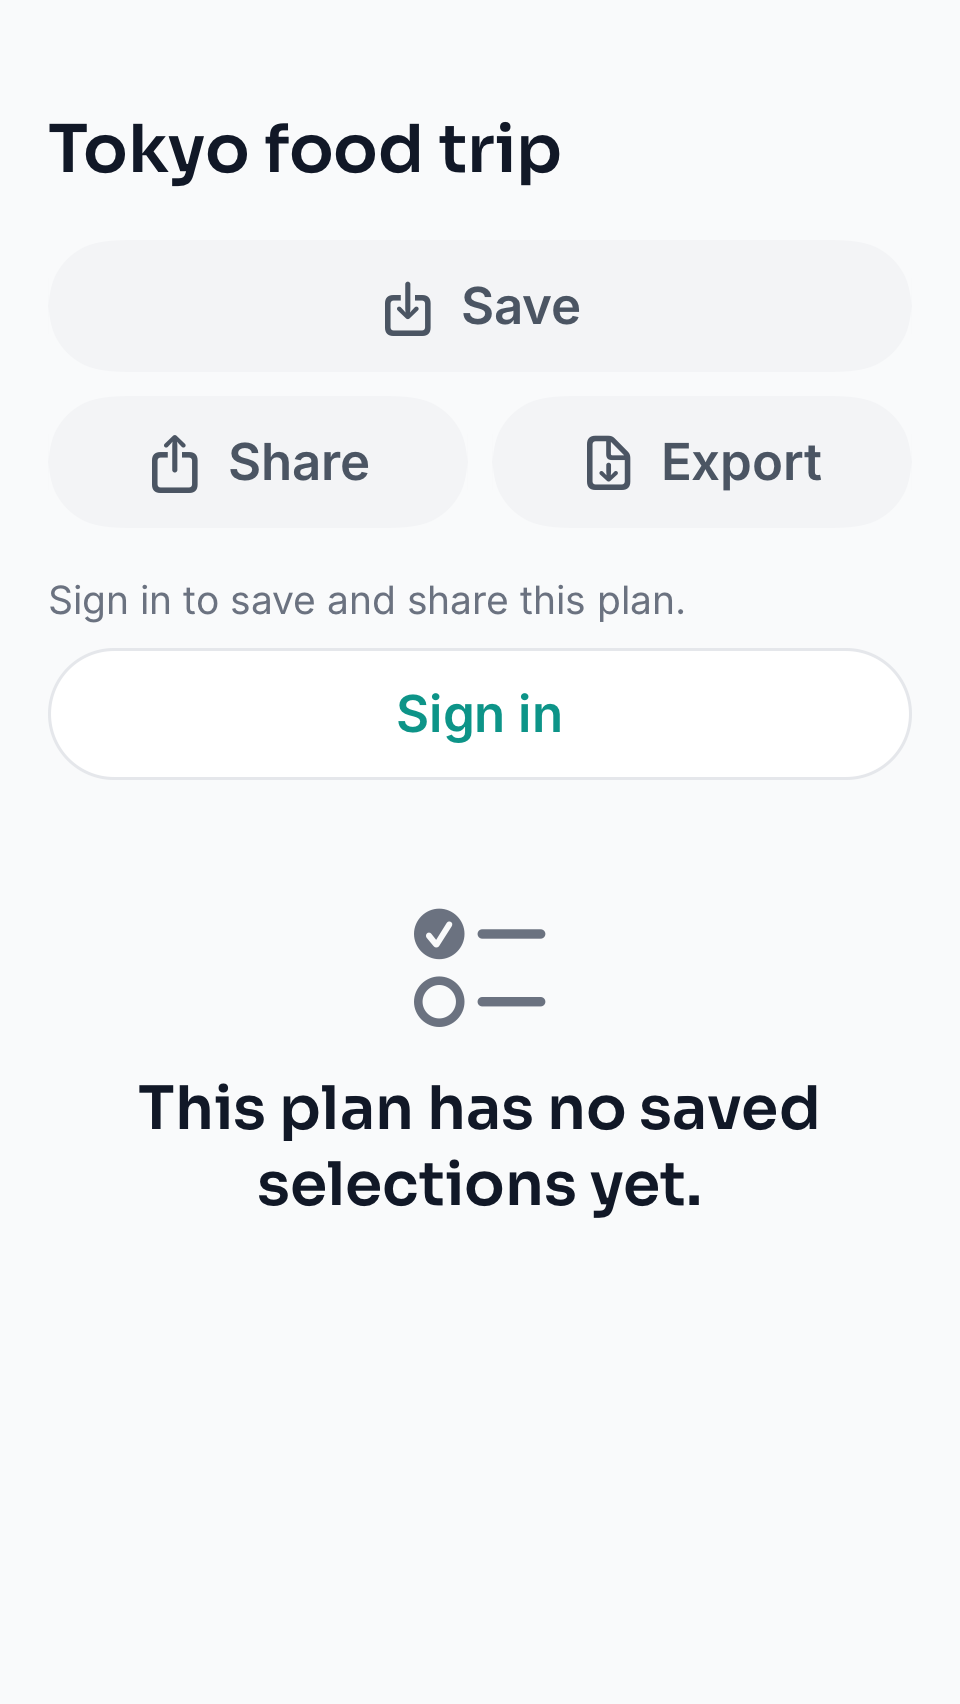 Tokyo food trip
Save
Share
Export
Sign in to save and share this plan.
Sign in
This plan has no saved
selections yet.